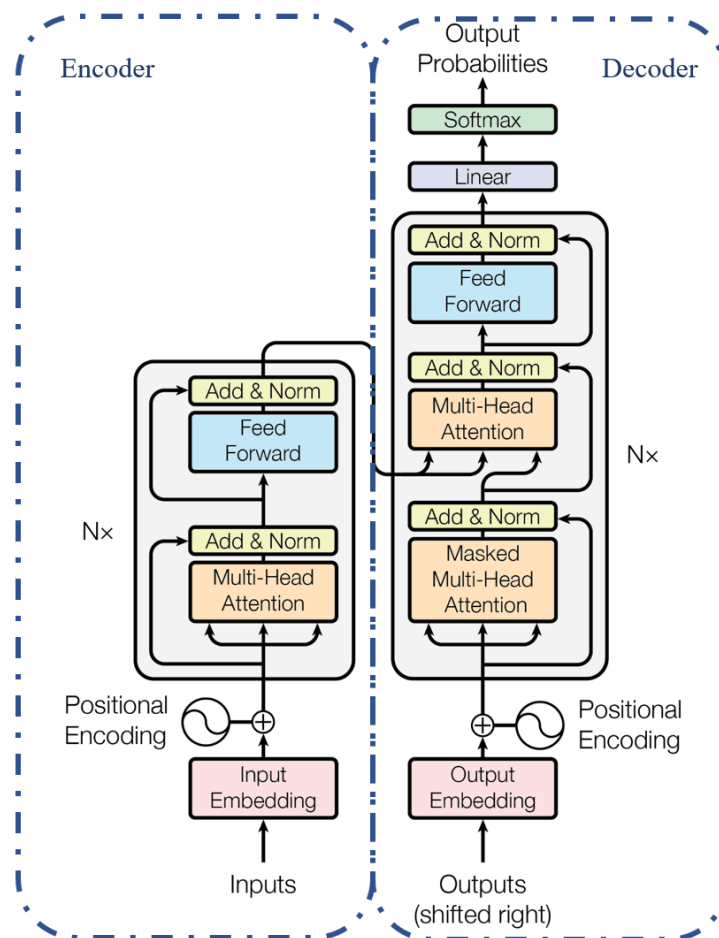 Encoder
Decoder
Output
Probabilities
Softmax
Linear
Add & Norm
Feed
Forward
Add & Norm
Multi-Head
Attention
Nx
Add & Norm
Masked
Multi-Head
Attention
Add & Norm
Feed
Forward
Nx
Add & Norm
Multi-Head
Attention
Positional
Encoding
Positional
Encoding
Input
Embedding
Output
Embedding
Inputs
Outputs
(shifted right)